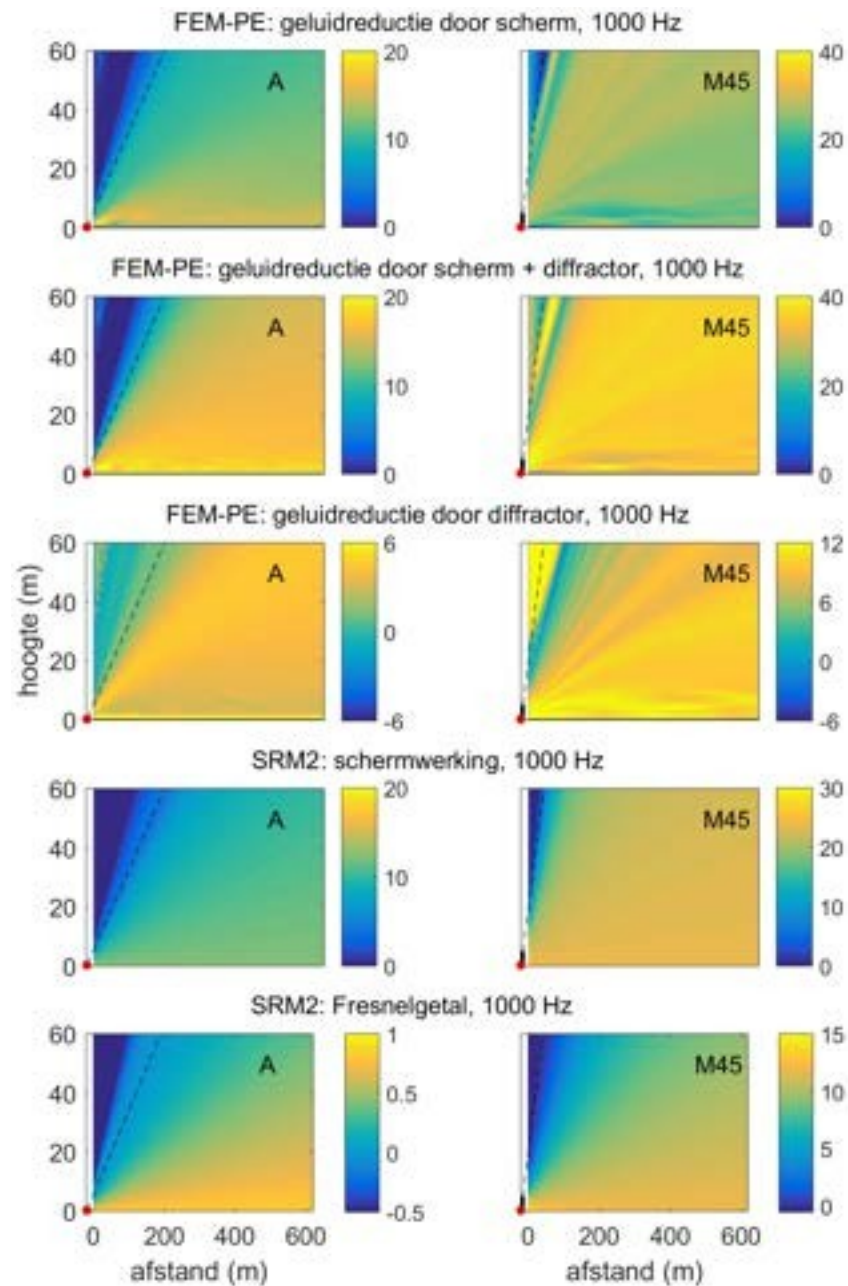 FEM-PE: geluidreductie door scherm, 1000 Hz
60
40
20
0
A
20
10
0
M45
40
20
0
FEM-PE: geluidreductie door scherm + diffractor, 1000 Hz
60
40
20
0
A
20
10
0
M45
40
30
20
10
0
FEM-PE: geluidreductie door diffractor, 1000 Hz
hoogte (m)
60
40
20
0
A
6
0
-6
M45
12
6
0
-6
SRM2: schermwerking, 1000 Hz
60
40
20
0
A
20
10
0
M45
30
20
10
0
SRM2: Fresnelgetal, 1000 Hz
60
40
20
0
A
1
0.5
0
-0.5
M45
15
10
5
0
0 200 400 600
0 200 400 600
afstand (m)
afstand (m)